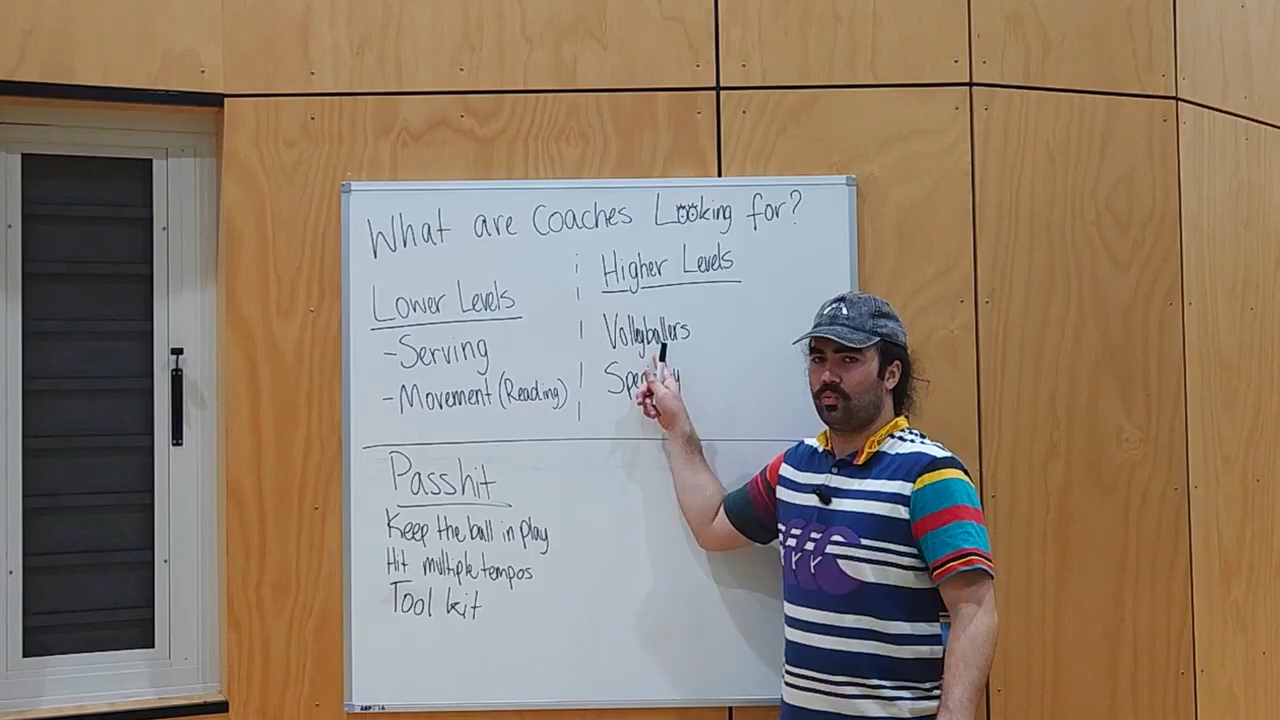 What are Coaches Looking for?
Lower Levels
- Serving
- Movement (Reading)
Higher Levels
Volleyballers
Passhit
Keep the ball in play
Hit multiple tempos
Tool kit